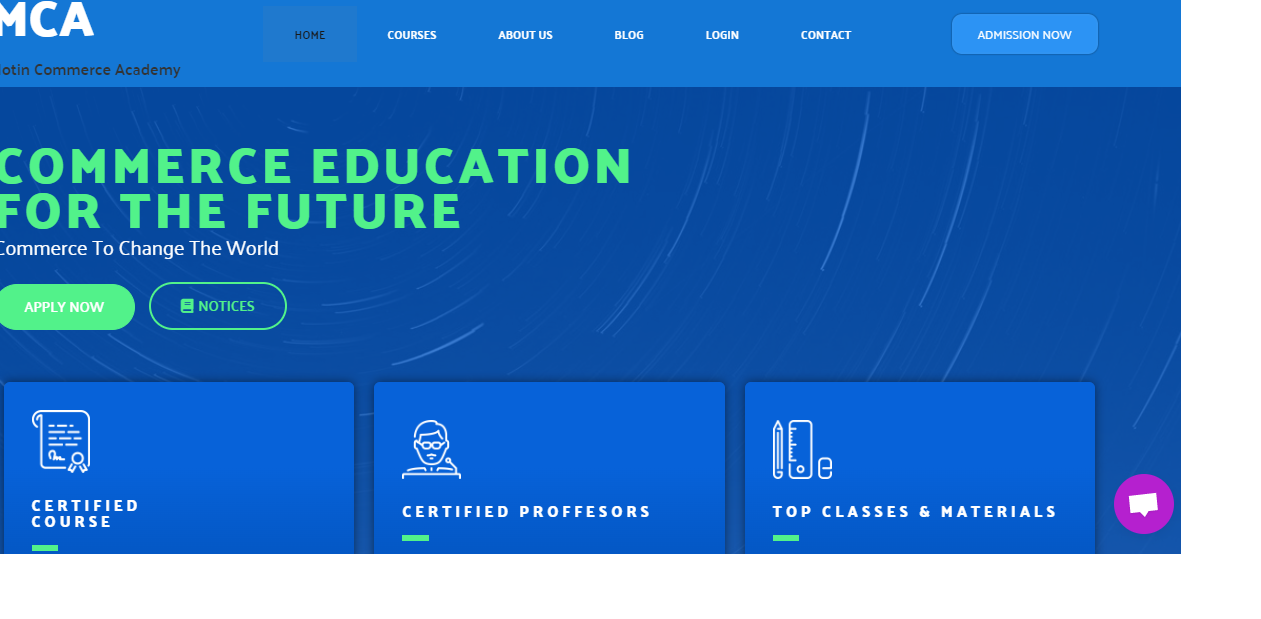 MCA
Motin Commerce Academy
HOME
COURSES
ABOUT US
BLOG
LOGIN
CONTACT
ADMISSION NOW
COMMERCE EDUCATION
FOR THE FUTURE
Commerce To Change The World
APPLY NOW
NOTICES
CERTIFIED
COURSE
CERTIFIED PROFFESORS
TOP CLASSES & MATERIALS